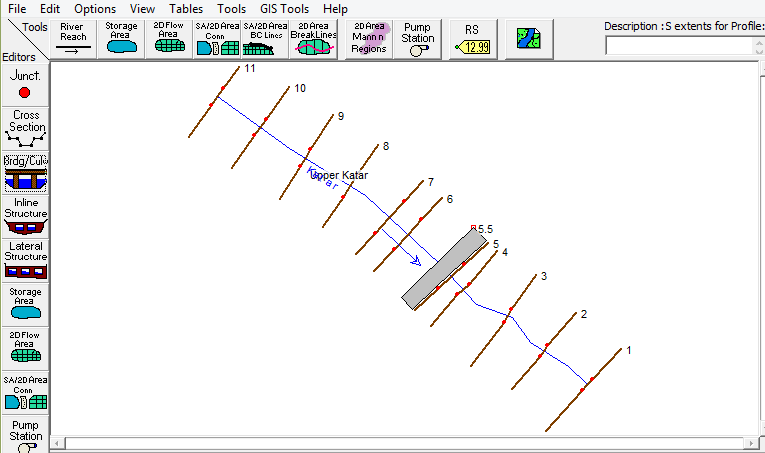 File Edit Options View Tables Tools GIS Tools Help
Tools
Editors
River
Reach
Storage
Area
2D Flow
Area
SA/2D Area
Conn
SA/2D Area
BC Lines
2D Area
BreakLines
2D Area
Mann n
Regions
Pump
Station
RS
12.99
Description : S extents for Profile:
Junct.
Cross
Section
Brdg/Culv
Inline
Structure
Lateral
Structure
Storage
Area
2D Flow
Area
SA/2D Area
Conn
Pump
Station
11
10
9
8
Upper Katar
Katar
7
6
5.5
5
4
3
2
1